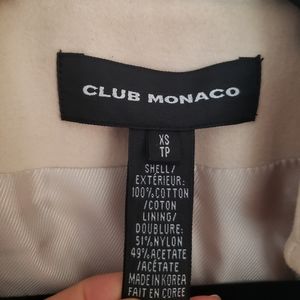 CLUB MONACO
XS
TP
SHELL/
EXTÉRIEUR:
100%COTTON
/COTON
LINING/
DOUBLURE:
51%NYLON
49%ACETATE
/ACÉTATE
MADE IN KOREA
FAIT EN CORÉE